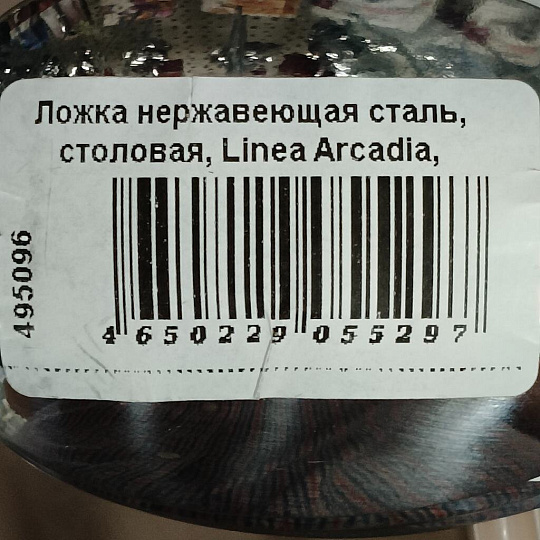 Ложка нержавеющая сталь,
столовая, Linea Arcadia,
495096
4 650229 055297